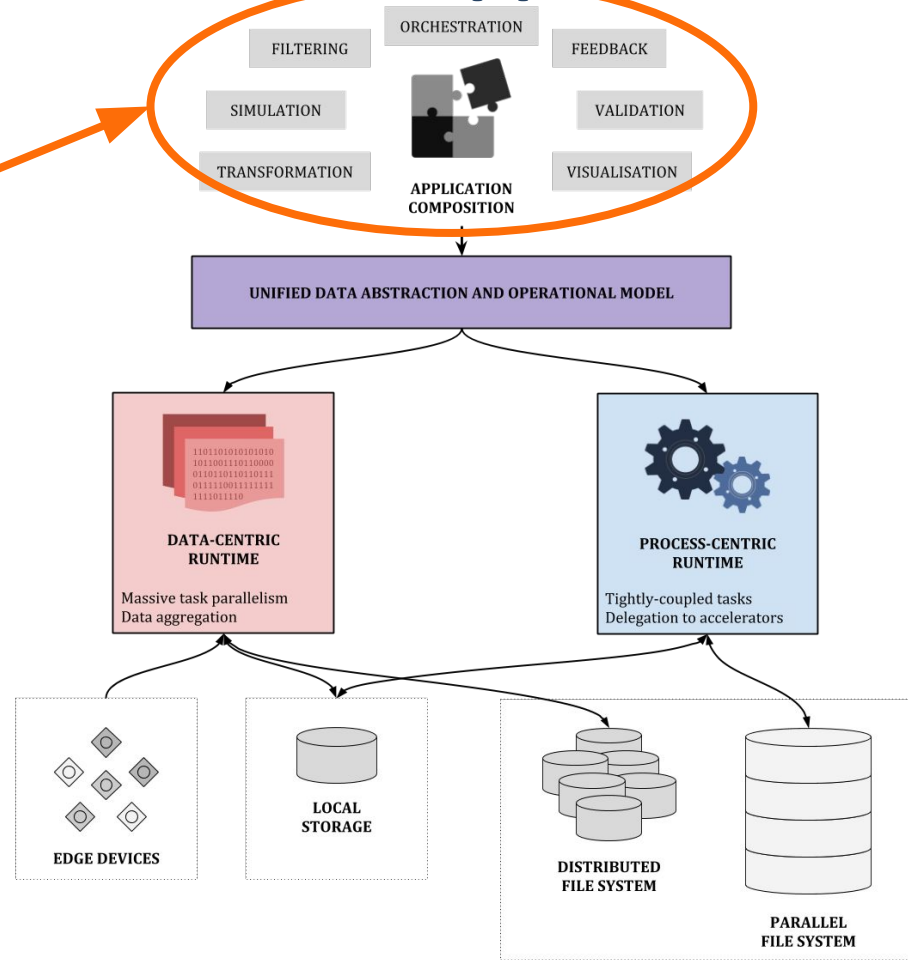 ORCHESTRATION
FILTERING
FEEDBACK
SIMULATION
VALIDATION
TRANSFORMATION
VISUALISATION
APPLICATION
COMPOSITION
UNIFIED DATA ABSTRACTION AND OPERATIONAL MODEL
1101101010101010
1011001110110000
0110110110110111
0111110011111111
1111011110
DATA-CENTRIC
RUNTIME
Massive task parallelism
Data aggregation
PROCESS-CENTRIC
RUNTIME
Tightly-coupled tasks
Delegation to accelerators
EDGE DEVICES
LOCAL
STORAGE
DISTRIBUTED
FILE SYSTEM
PARALLEL
FILE SYSTEM